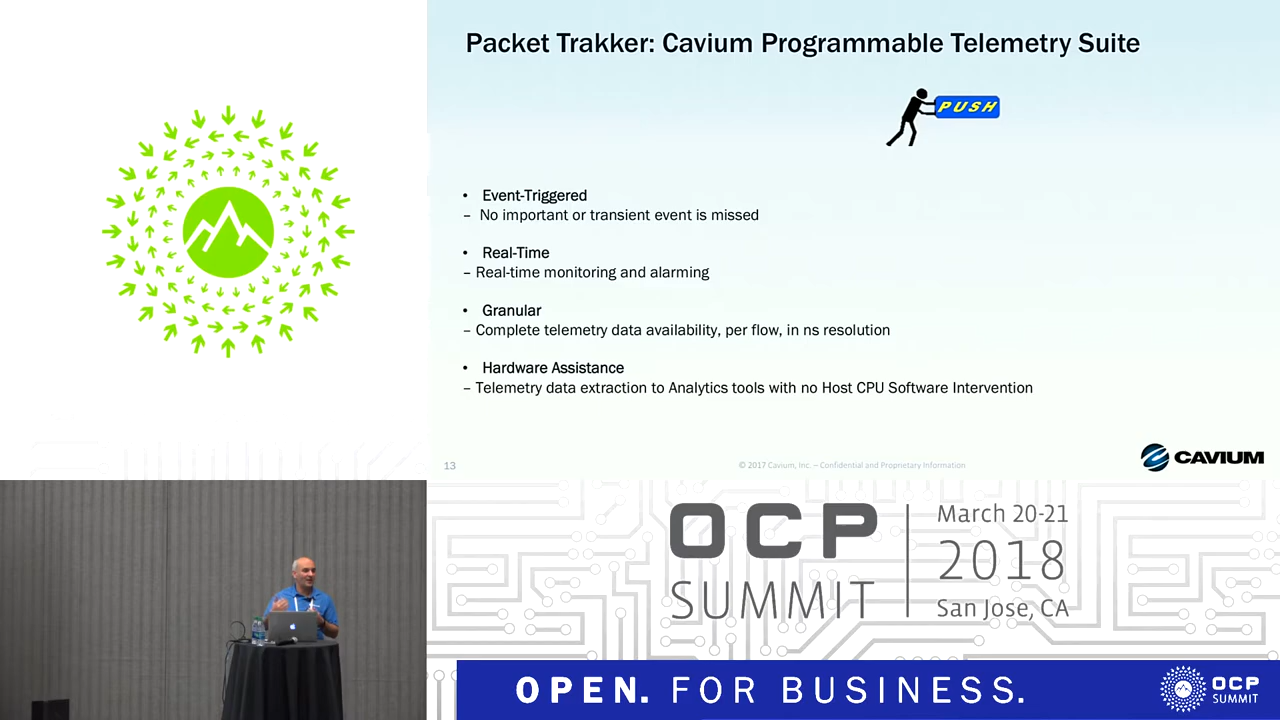 Packet Trakker: Cavium Programmable Telemetry Suite
PUSH
• Event-Triggered
– No important or transient event is missed
• Real-Time
– Real-time monitoring and alarming
• Granular
– Complete telemetry data availability, per flow, in ns resolution
• Hardware Assistance
– Telemetry data extraction to Analytics tools with no Host CPU Software Intervention
13
© 2017 Cavium, Inc. – Confidential and Proprietary Information
CAVIUM
OCP
SUMMIT
March 20-21
2018
San Jose, CA
OPEN. FOR BUSINESS.
OCP
SUMMIT